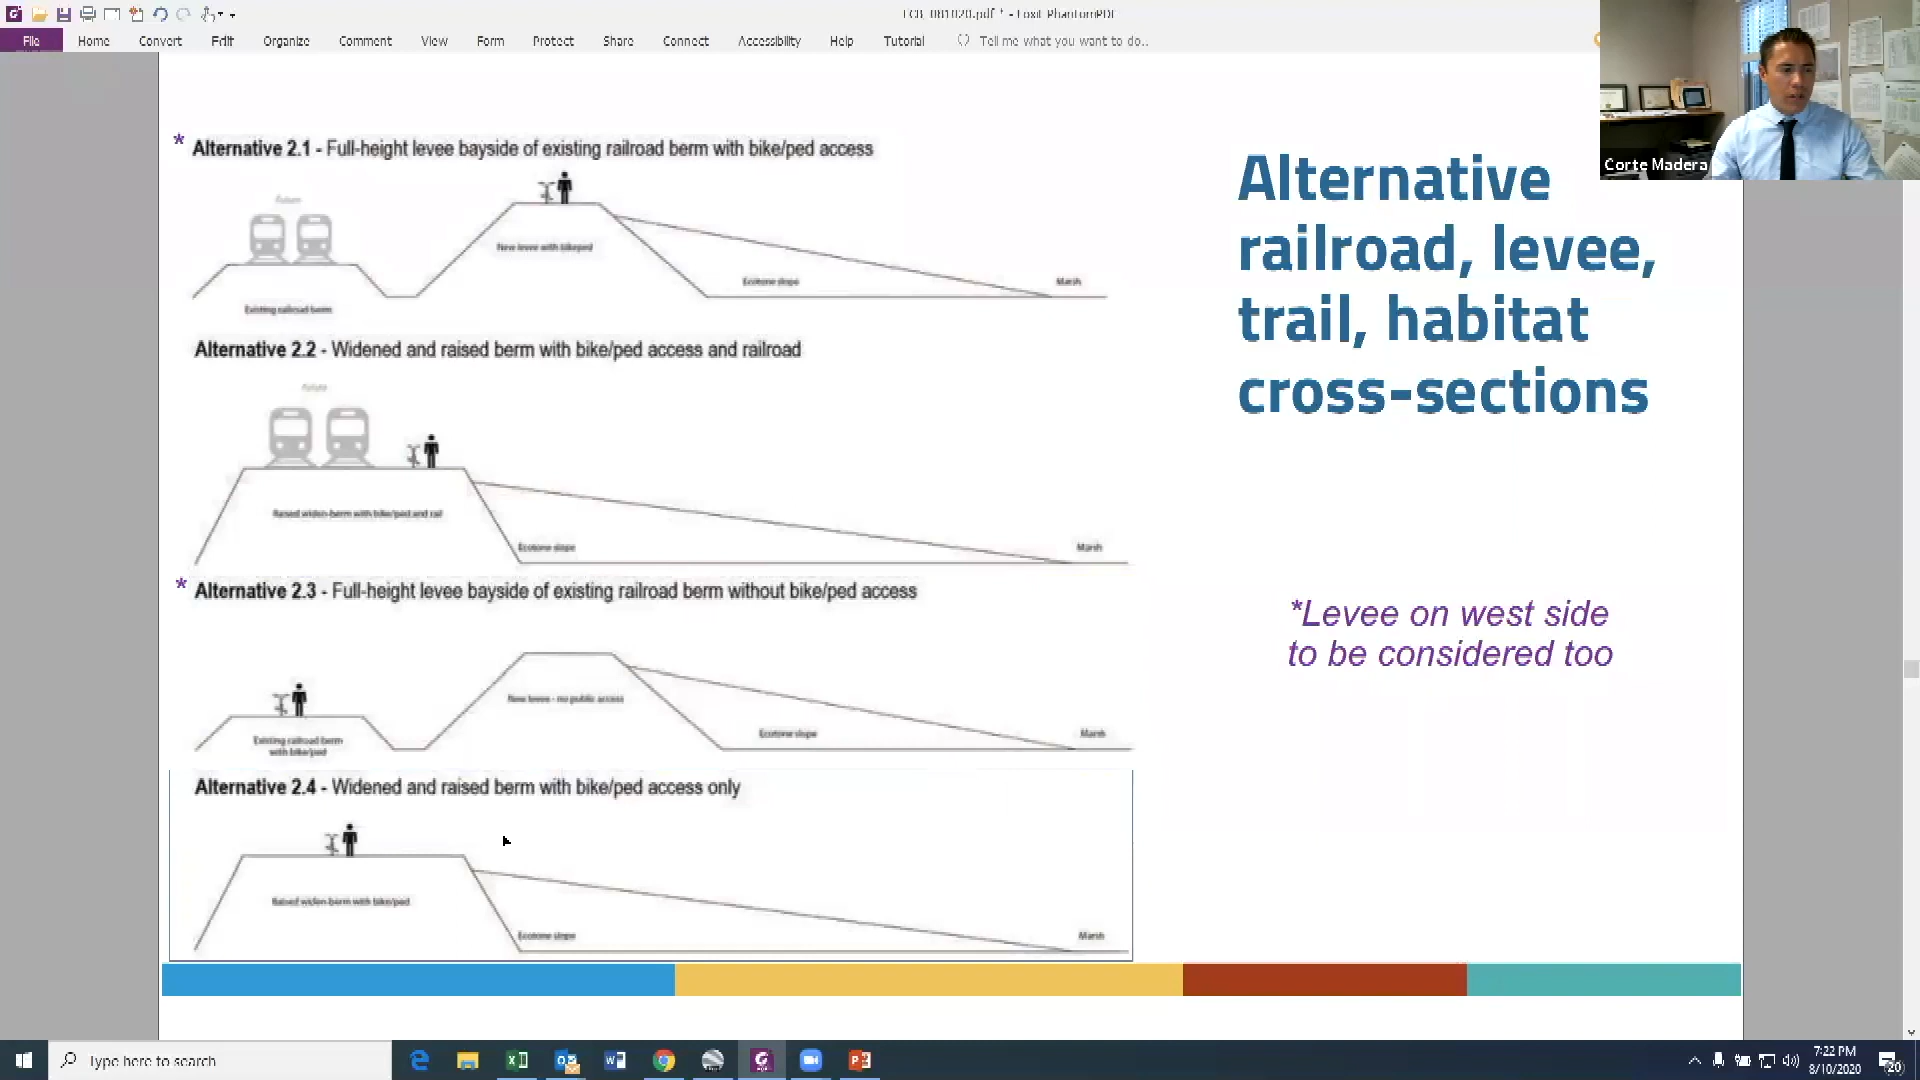 FCB_081020.pdf * - Foxit PhantomPDF
File Home Convert Edit Organize Comment View Form Protect Share Connect Accessibility Help Tutorial Tell me what you want to do..
Corte Madera
* Alternative 2.1 - Full-height levee bayside of existing railroad berm with bike/ped access
Future
New levee with bike/ped
Ecotone slope
Marsh
Existing railroad berm
Alternative 2.2 - Widened and raised berm with bike/ped access and railroad
Future
Raised widen-berm with bike/ped and rail
Ecotone slope
Marsh
* Alternative 2.3 - Full-height levee bayside of existing railroad berm without bike/ped access
New levee - no public access
Existing railroad berm
with bike/ped
Ecotone slope
Marsh
Alternative 2.4 - Widened and raised berm with bike/ped access only
Raised widen-berm with bike/ped
Ecotone slope
Marsh
Alternative
railroad, levee,
trail, habitat
cross-sections
*Levee on west side
to be considered too
Type here to search
7:22 PM
8/10/2020
20